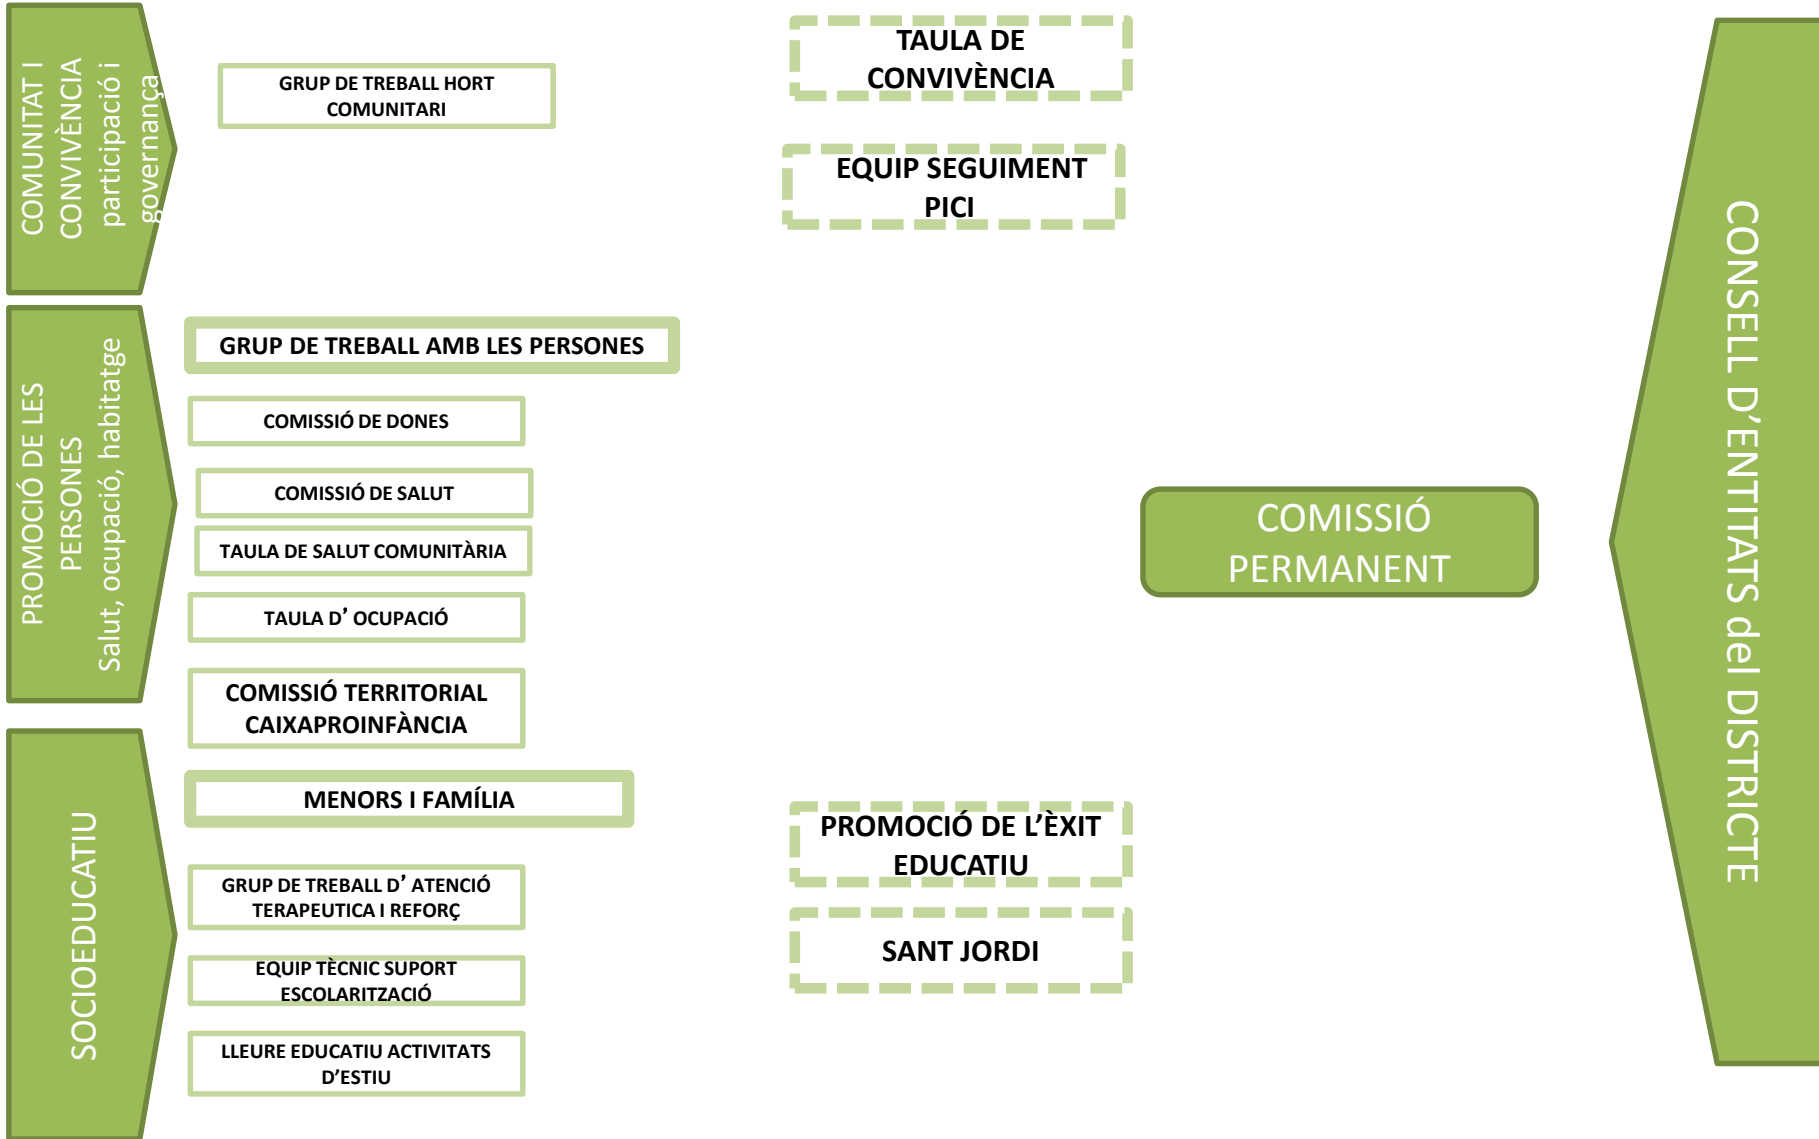 COMUNITAT I
CONVIVÈNCIA
participació i
governança
GRUP DE TREBALL HORT
COMUNITARI
TAULA DE
CONVIVÈNCIA
EQUIP SEGUIMENT
PICI
PROMOCIÓ DE LES
PERSONES
Salut, ocupació, habitatge
GRUP DE TREBALL AMB LES PERSONES
COMISSIÓ DE DONES
COMISSIÓ DE SALUT
TAULA DE SALUT COMUNITÀRIA
TAULA D’ OCUPACIÓ
COMISSIÓ TERRITORIAL
CAIXAPROINFÀNCIA
SOCIOEDUCATIU
MENORS I FAMÍLIA
GRUP DE TREBALL D’ ATENCIÓ
TERAPEUTICA I REFORÇ
EQUIP TÈCNIC SUPORT
ESCOLARITZACIÓ
LLEURE EDUCATIU ACTIVITATS
D’ESTIU
PROMOCIÓ DE L’ÈXIT
EDUCATIU
SANT JORDI
COMISSIÓ
PERMANENT
CONSELL D’ENTITATS del DISTRICTE